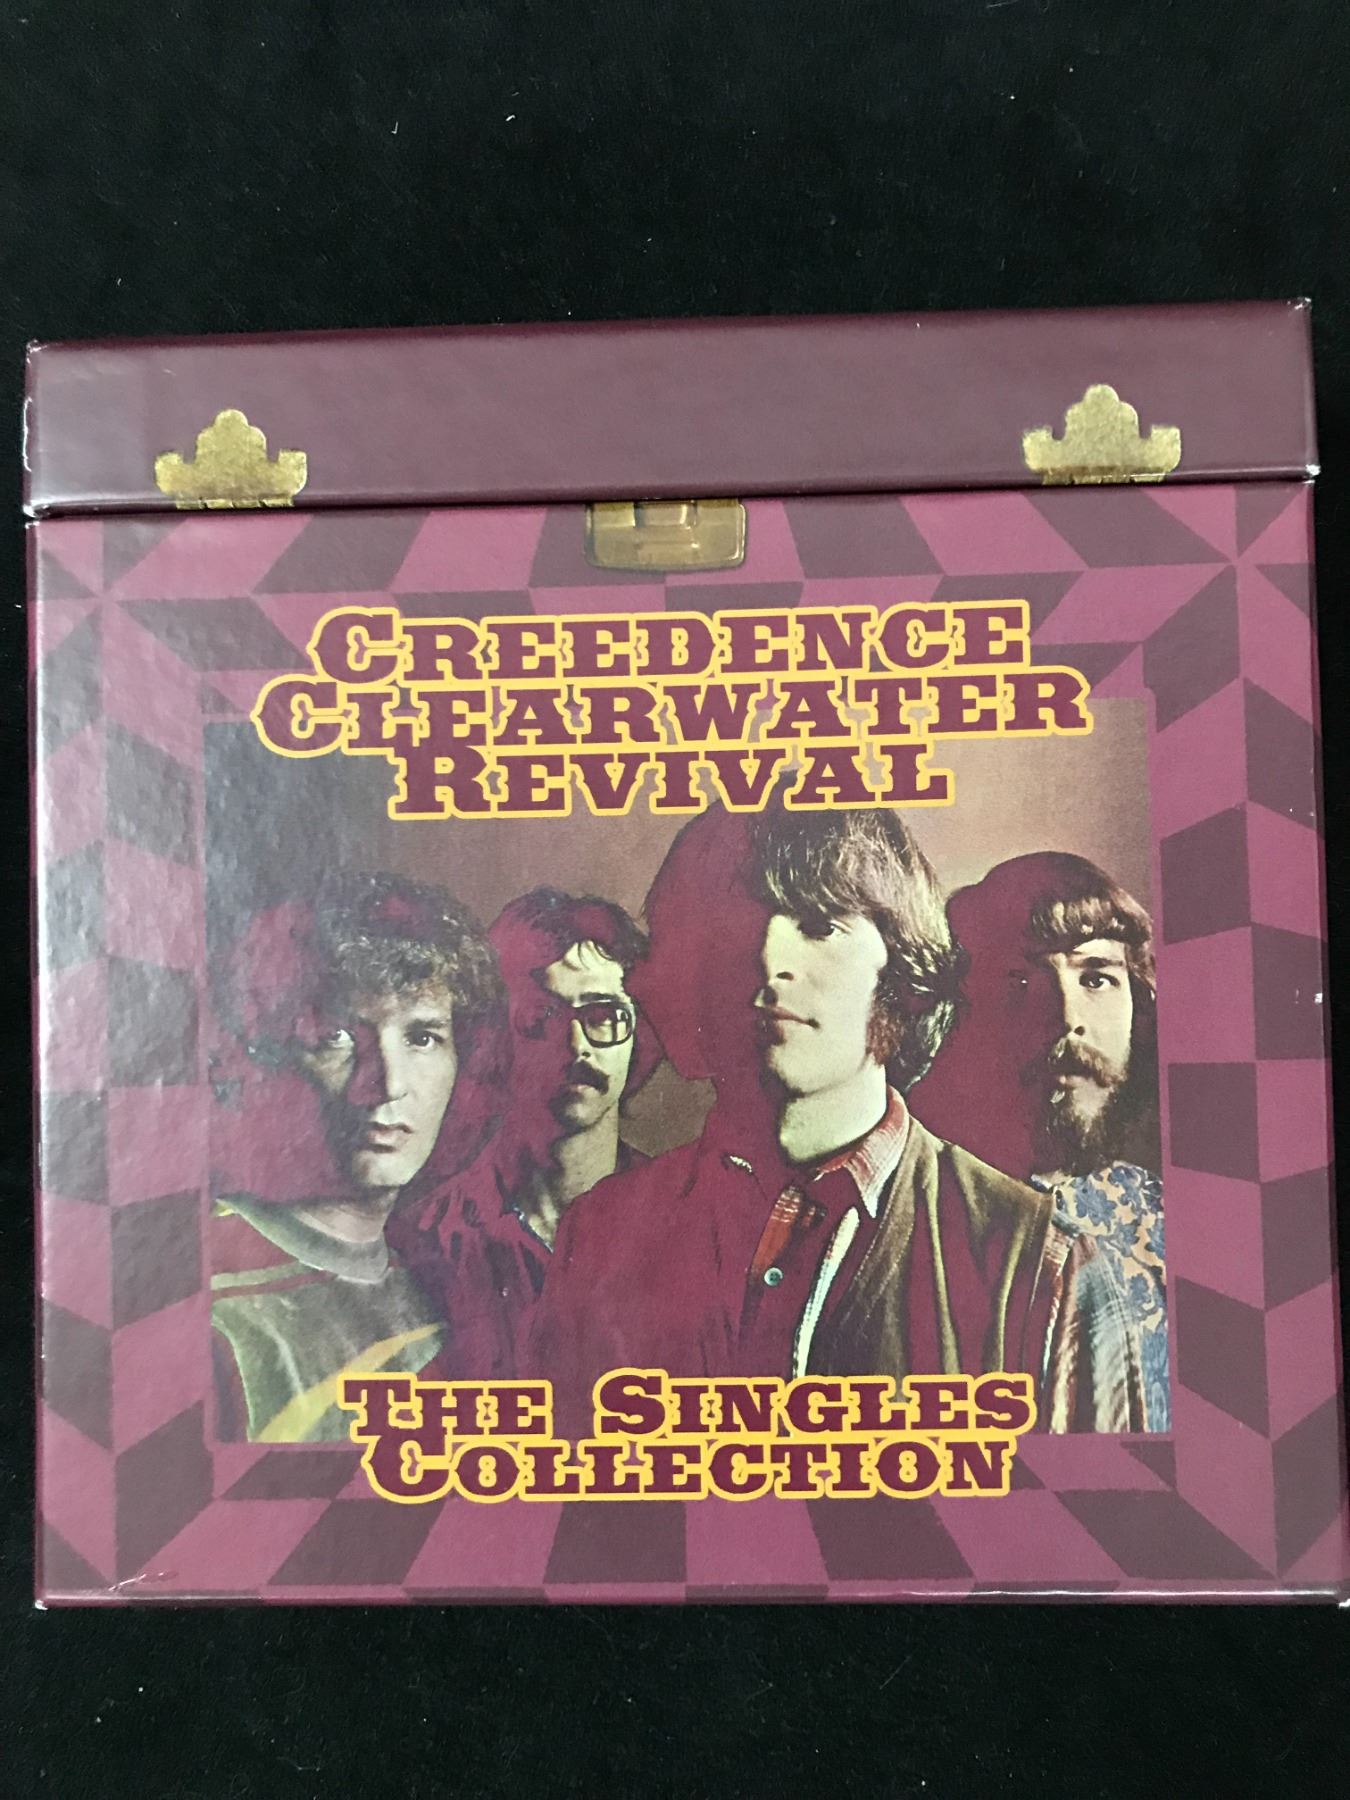 CREEDENCE
CLEARWATER
REVIVAL
THE SINGLES
COLLECTION